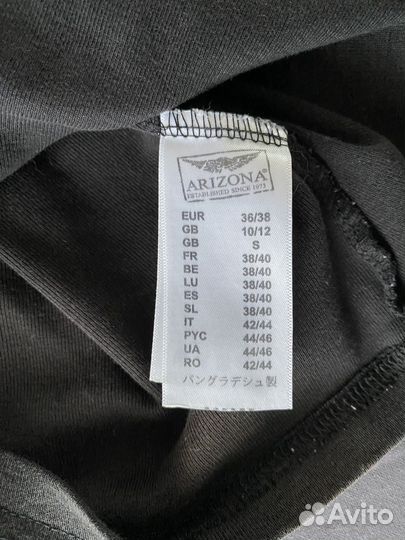 ARIZONA®
ESTABLISHED SINCE 1973
EUR 36/38
GB 10/12
GB S
FR 38/40
BE 38/40
LU 38/40
ES 38/40
SL 38/40
IT 42/44
РУС 44/46
UA 44/46
RO 42/44
バングラデシュ製
Avito